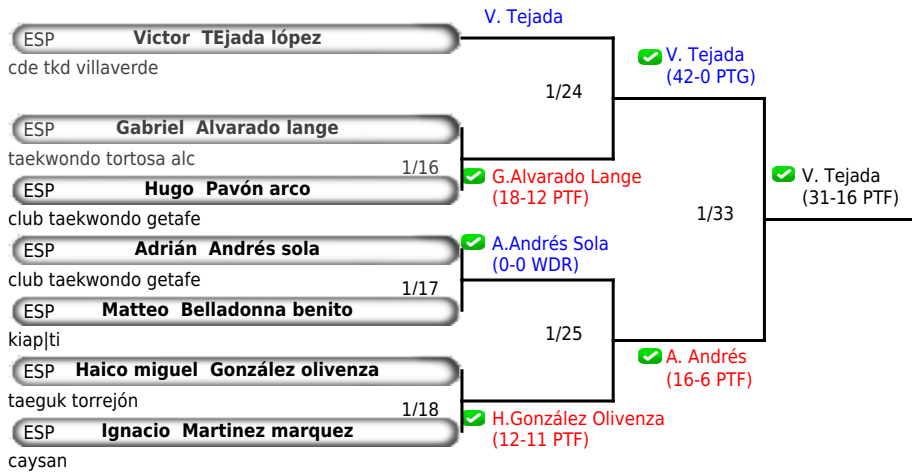 V. Tejada
ESP Victor TEjada lópez
cde tkd villaverde
V. Tejada
(42-0 PTG)
1/24
ESP Gabriel Alvarado lange
taekwondo tortosa alc
1/16
G.Alvarado Lange
(18-12 PTF)
ESP Hugo Pavón arco
club taekwondo getafe
V. Tejada
(31-16 PTF)
1/33
ESP Adrián Andrés sola
club taekwondo getafe
A.Andrés Sola
(0-0 WDR)
1/17
ESP Matteo Belladonna benito
kiap|ti
1/25
A. Andrés
(16-6 PTF)
ESP Haico miguel González olivenza
taeguk torrejón
1/18
H.González Olivenza
(12-11 PTF)
ESP Ignacio Martinez marquez
caysan